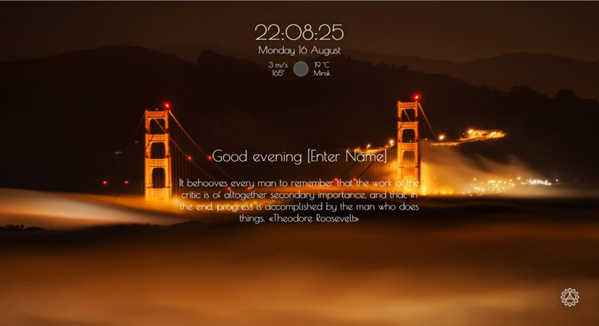 22:08:25
Monday 16 August
3 m/s 19 °C
165° Minsk
Good evening [Enter Name]
It behooves every man to remember that the work of the
critic is of altogether secondary importance, and that, in
the end, progress is accomplished by the man who does
things. «Theodore Roosevelt»